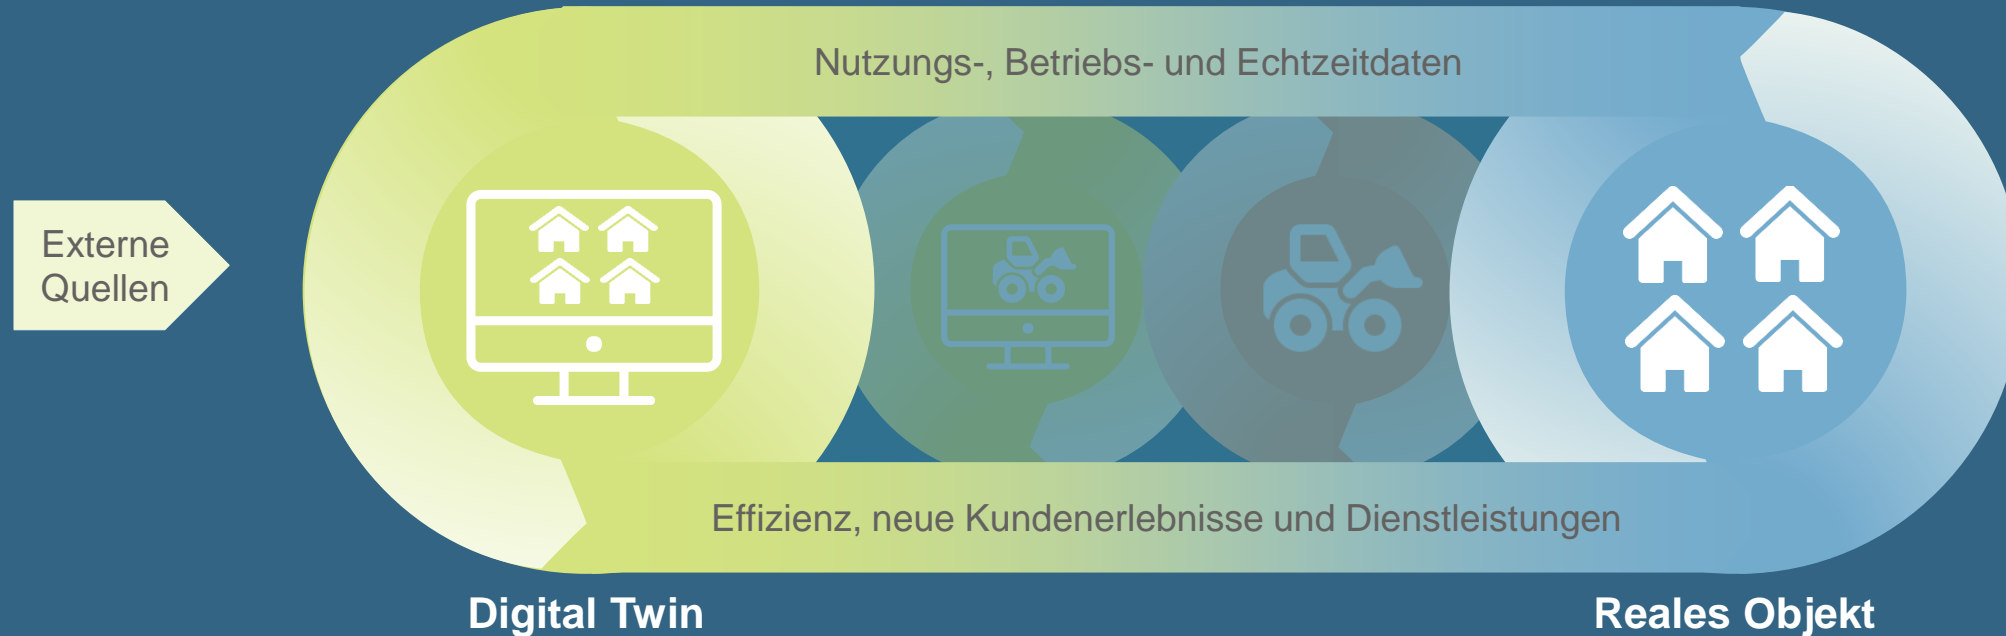 Nutzungs-, Betriebs- und Echtzeitdaten
Externe
Quellen
Effizienz, neue Kundenerlebnisse und Dienstleistungen
Digital Twin
Reales Objekt